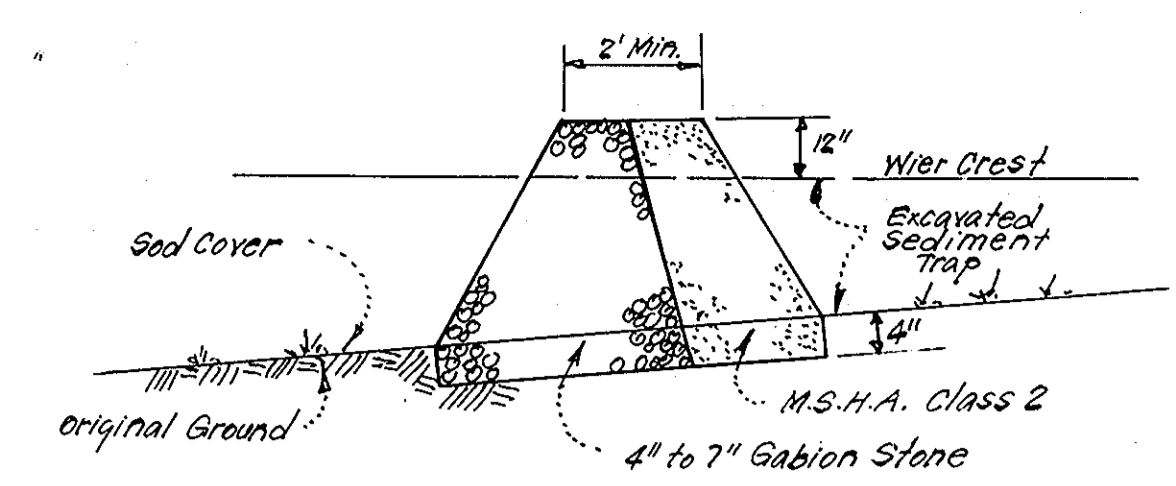 2' Min.
12"
Wier Crest
Excavated
Sediment
Trap
Sod Cover
4"
M.S.H.A. Class 2
Original Ground
4" to 7" Gabion Stone